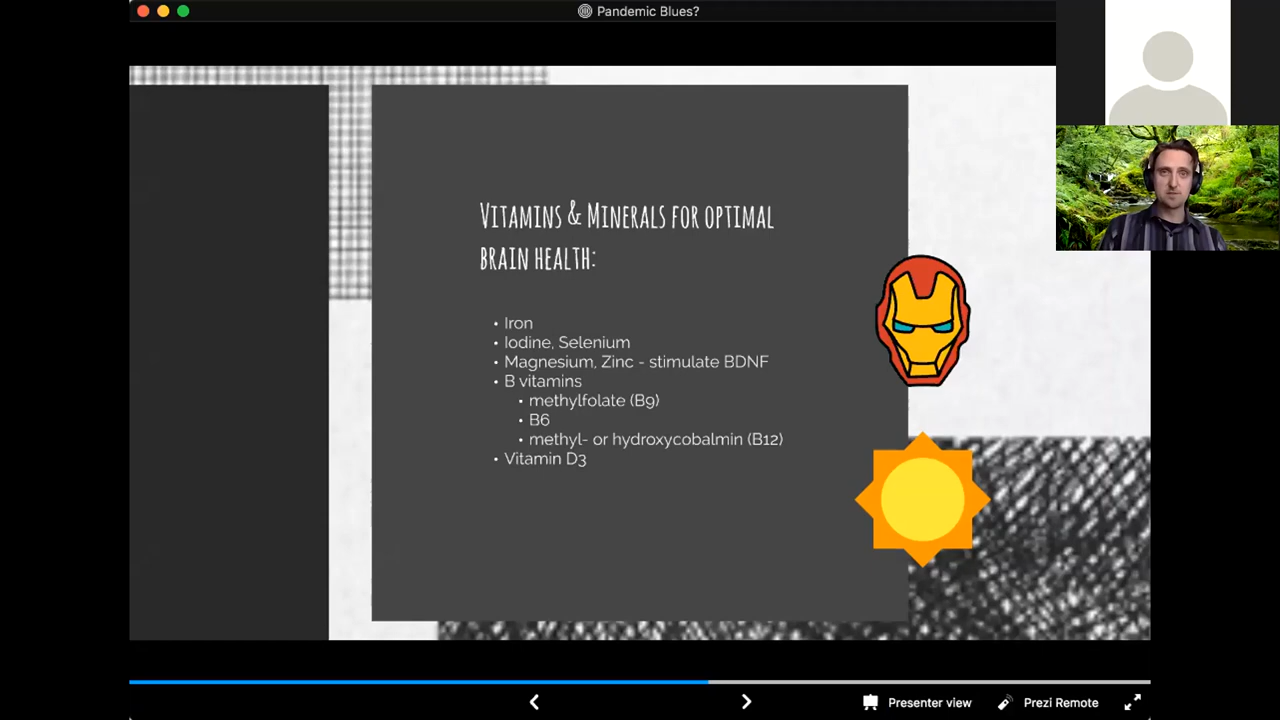 Pandemic Blues?
Vitamins & Minerals for optimal
brain health:
• Iron
• Iodine, Selenium
• Magnesium, Zinc - stimulate BDNF
• B vitamins
• methylfolate (B9)
• B6
• methyl- or hydroxycobalmin (B12)
• Vitamin D3
Presenter view
Prezi Remote